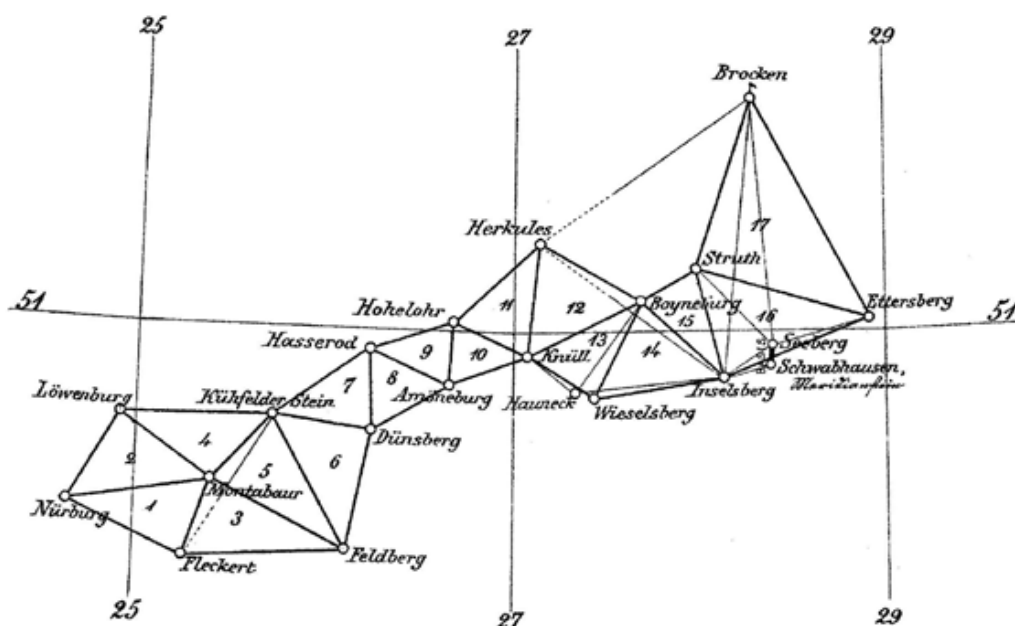 25
27
29
Brocken
Herkules
17
Struth
51
Hohelohr
11
12
Boyneburg
Ettersberg
51
Hasserod
9
10
15
16
Seeberg
Knüll
13
14
Schwabhausen,
7
8
Amöneburg
Hauneck
Wieselsberg
Inselsberg
Löwenburg
Kühfelder Stein
Dünsberg
4
2
5
6
Montabaur
Nürburg
1
3
Fleckert
Feldberg
25
27
29